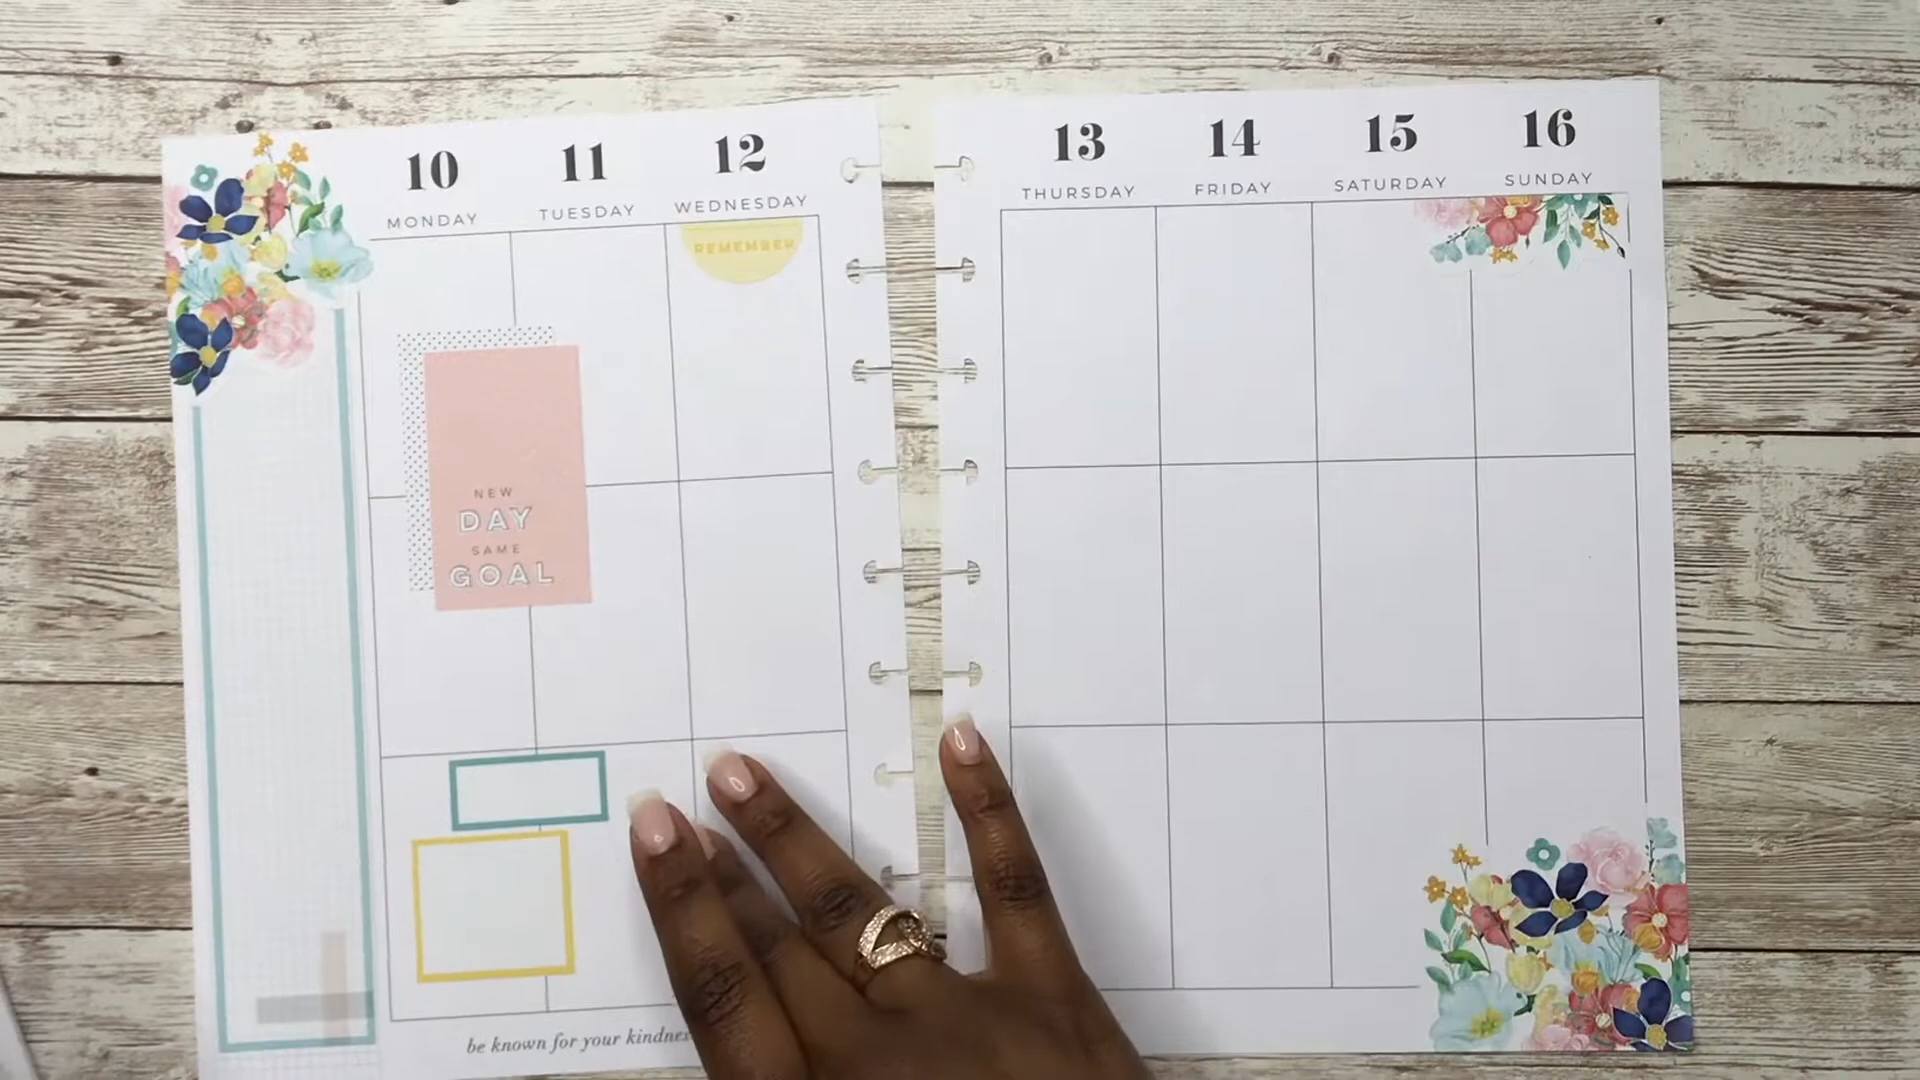 10 11 12
MONDAY TUESDAY WEDNESDAY
REMEMBER
NEW
DAY
SAME
GOAL
be known for your
13 14 15 16
THURSDAY FRIDAY SATURDAY SUNDAY